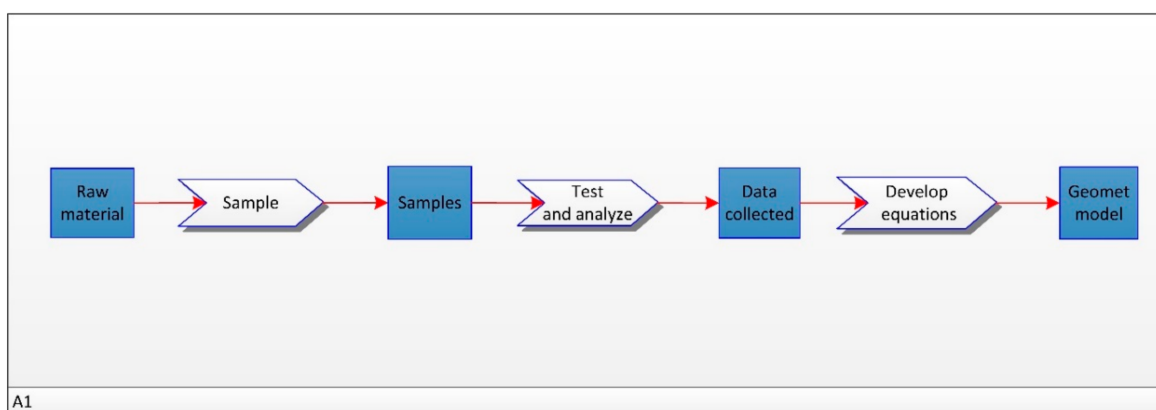 Raw
material
Sample
Samples
Test
and analyze
Data
collected
Develop
equations
Geomet
model
A1